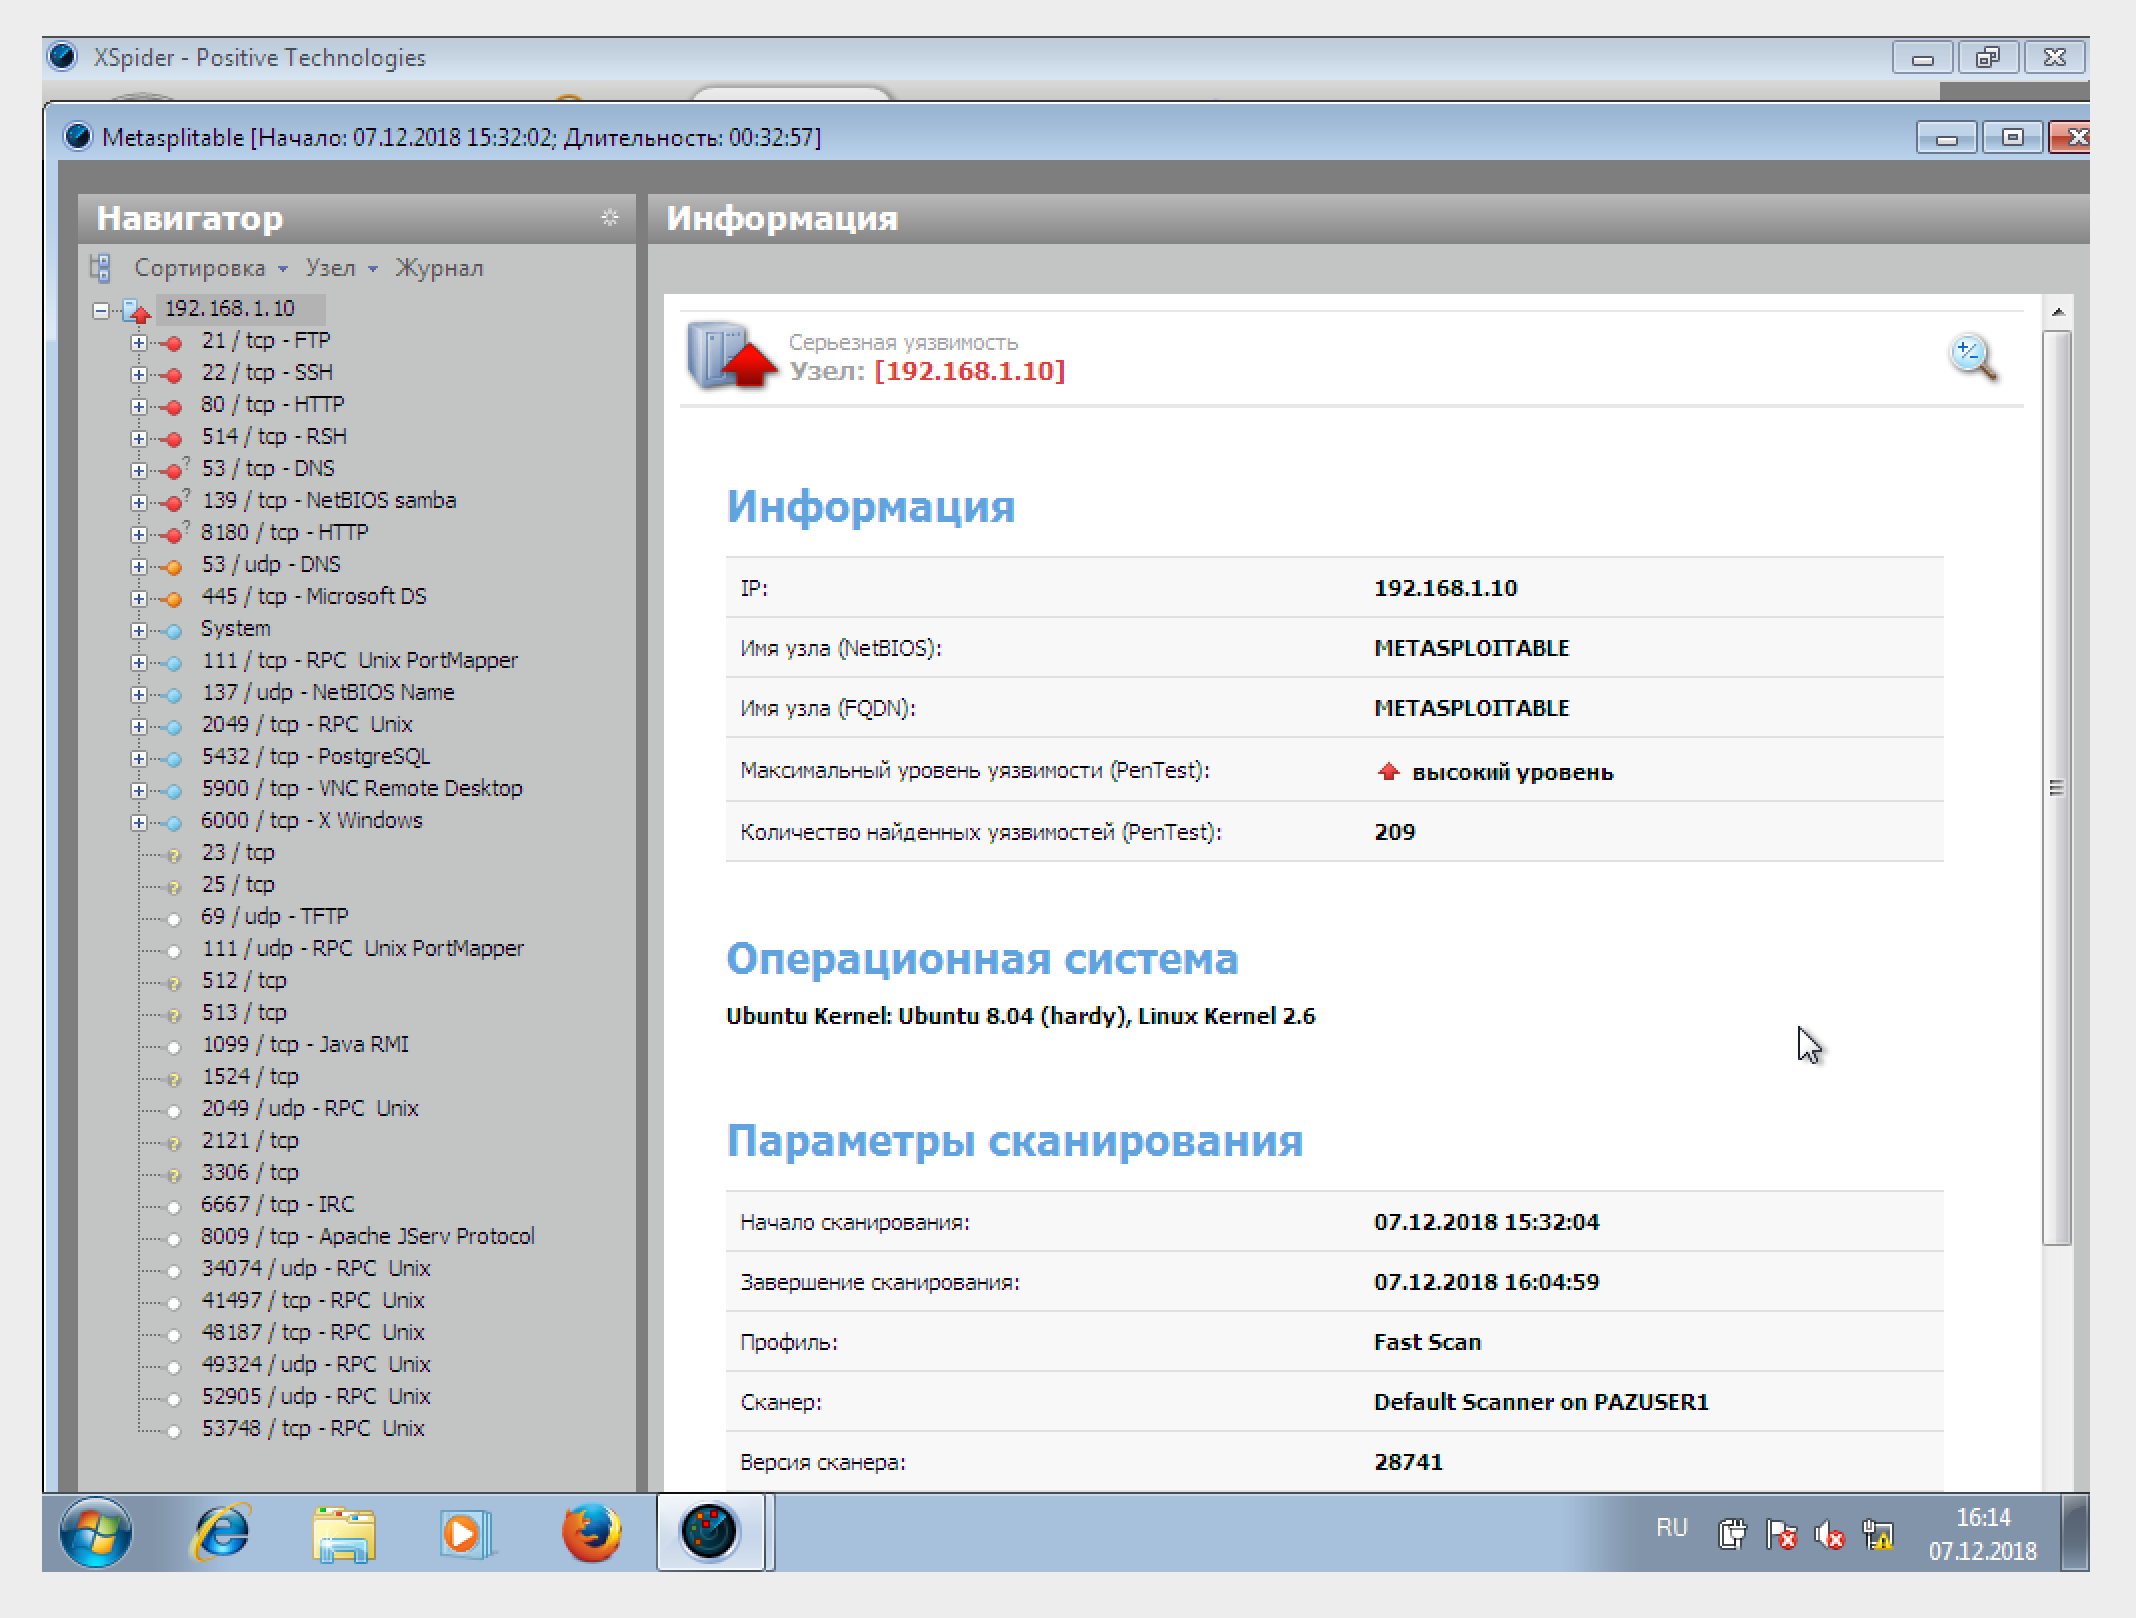 XSpider - Positive Technologies
Metasplitable [Начало: 07.12.2018 15:32:02; Длительность: 00:32:57]
Навигатор
Сортировка Узел Журнал
192.168.1.10
21 / tcp - FTP
22 / tcp - SSH
80 / tcp - HTTP
514 / tcp - RSH
53 / tcp - DNS
139 / tcp - NetBIOS samba
8180 / tcp - HTTP
53 / udp - DNS
445 / tcp - Microsoft DS
System
111 / tcp - RPC Unix PortMapper
137 / udp - NetBIOS Name
2049 / tcp - RPC Unix
5432 / tcp - PostgreSQL
5900 / tcp - VNC Remote Desktop
6000 / tcp - X Windows
23 / tcp
25 / tcp
69 / udp - TFTP
111 / udp - RPC Unix PortMapper
512 / tcp
513 / tcp
1099 / tcp - Java RMI
1524 / tcp
2049 / udp - RPC Unix
2121 / tcp
3306 / tcp
6667 / tcp - IRC
8009 / tcp - Apache JServ Protocol
34074 / udp - RPC Unix
41497 / tcp - RPC Unix
48187 / tcp - RPC Unix
49324 / udp - RPC Unix
52905 / udp - RPC Unix
53748 / tcp - RPC Unix
Информация
Серьезная уязвимость
Узел: [192.168.1.10]
Информация
IP: 192.168.1.10
Имя узла (NetBIOS): METASPLOITABLE
Имя узла (FQDN): METASPLOITABLE
Максимальный уровень уязвимости (PenTest): высокий уровень
Количество найденных уязвимостей (PenTest): 209
Операционная система
Ubuntu Kernel: Ubuntu 8.04 (hardy), Linux Kernel 2.6
Параметры сканирования
Начало сканирования: 07.12.2018 15:32:04
Завершение сканирования: 07.12.2018 16:04:59
Профиль: Fast Scan
Сканер: Default Scanner on PAZUSER1
Версия сканера: 28741
RU
16:14
07.12.2018